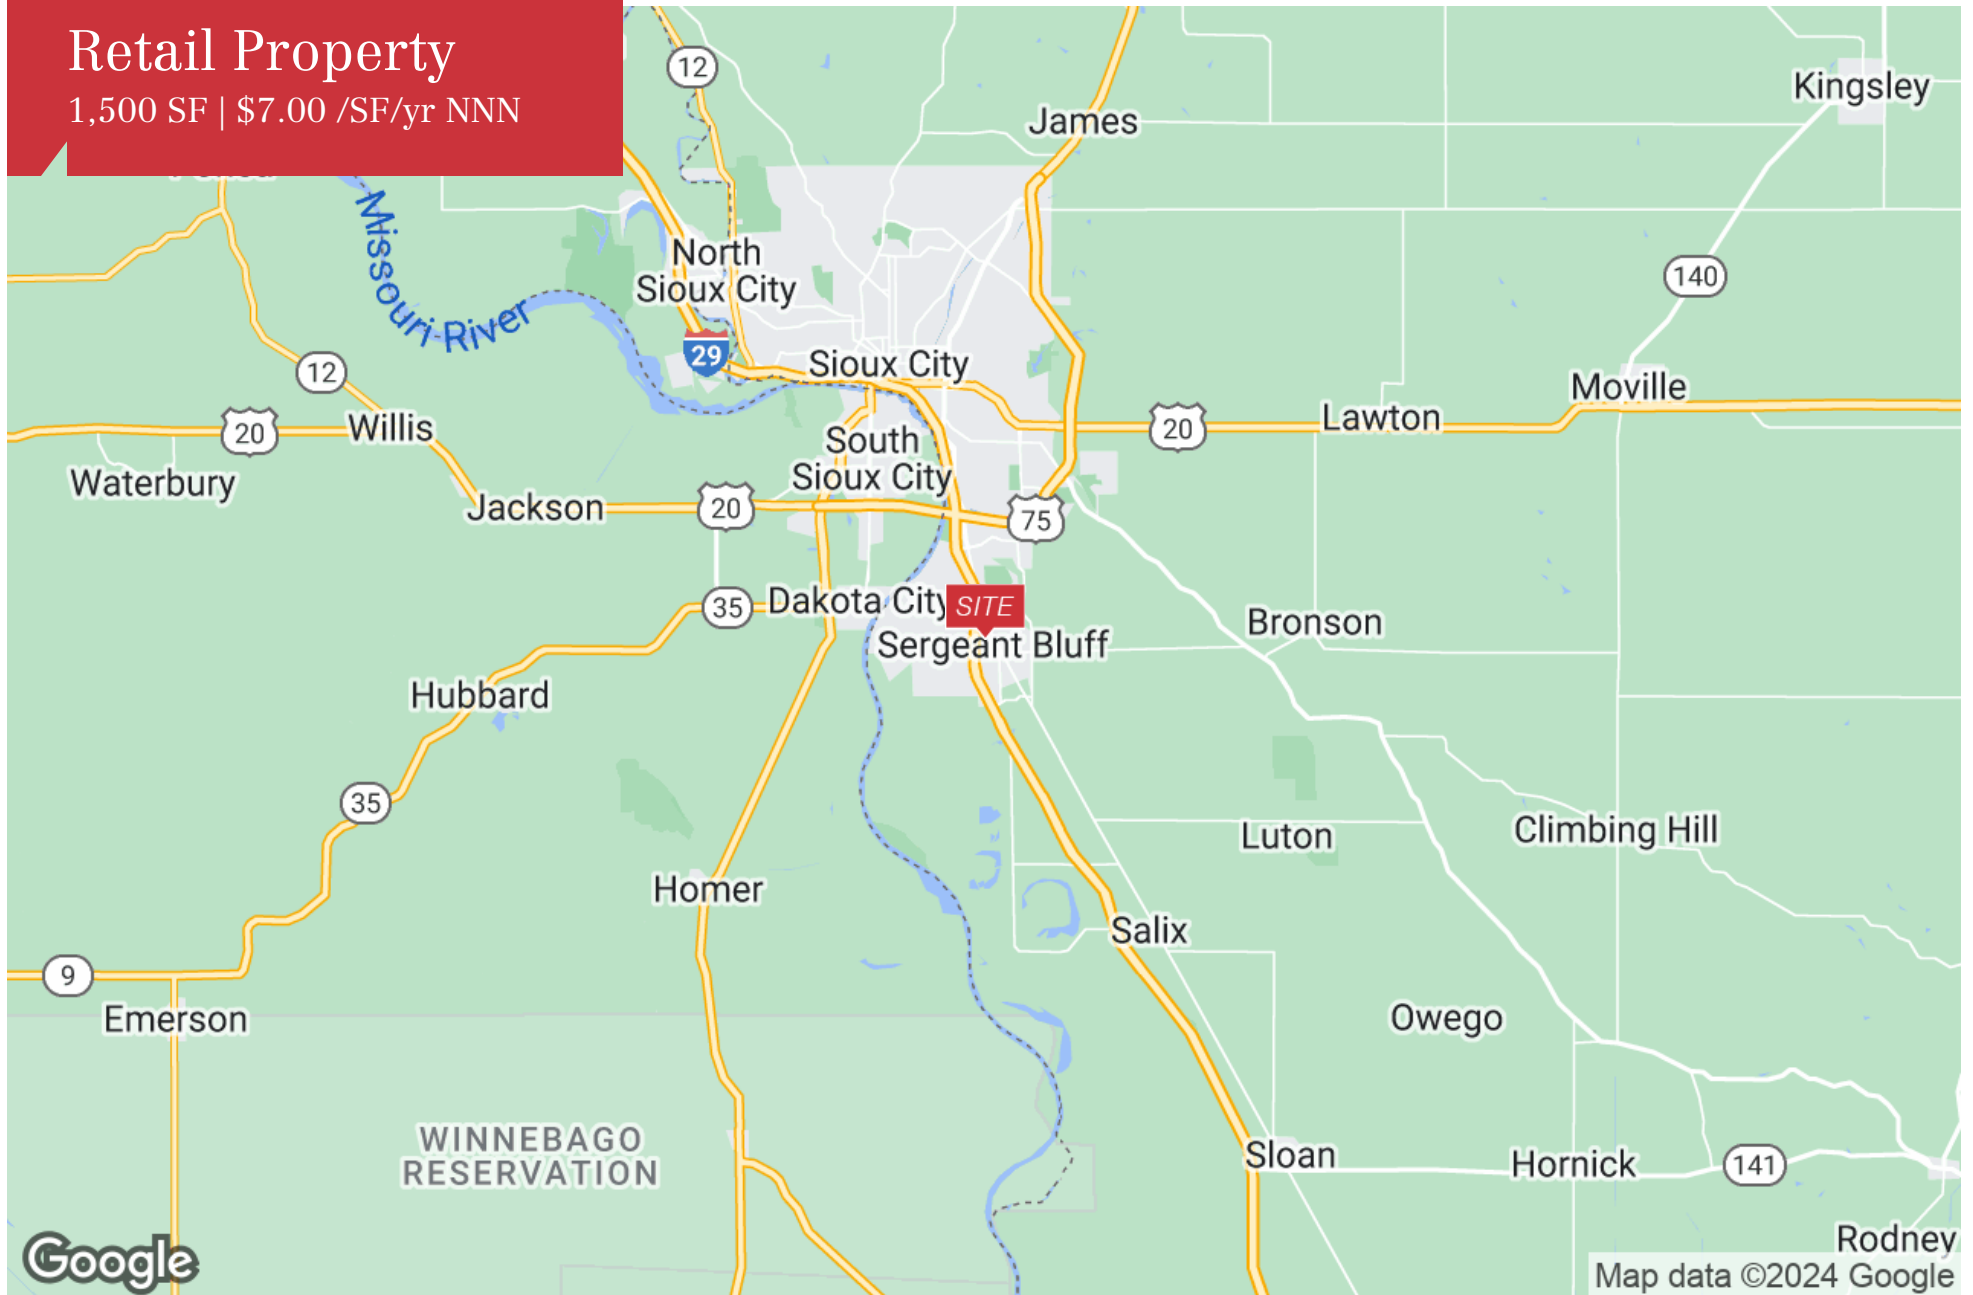 Retail Property
1,500 SF | $7.00 /SF/yr NNN
12
Kingsley
James
Missouri River
North
Sioux City
140
29
Sioux City
12
Moville
20
Willis
20
Lawton
South
Sioux City
Waterbury
Jackson
20
75
35
Dakota City
SITE
Bronson
Sergeant Bluff
Hubbard
35
Luton
Climbing Hill
Homer
Salix
9
Emerson
Owego
WINNEBAGO
RESERVATION
Sloan
Hornick
141
Rodney
Google
Map data ©2024 Google